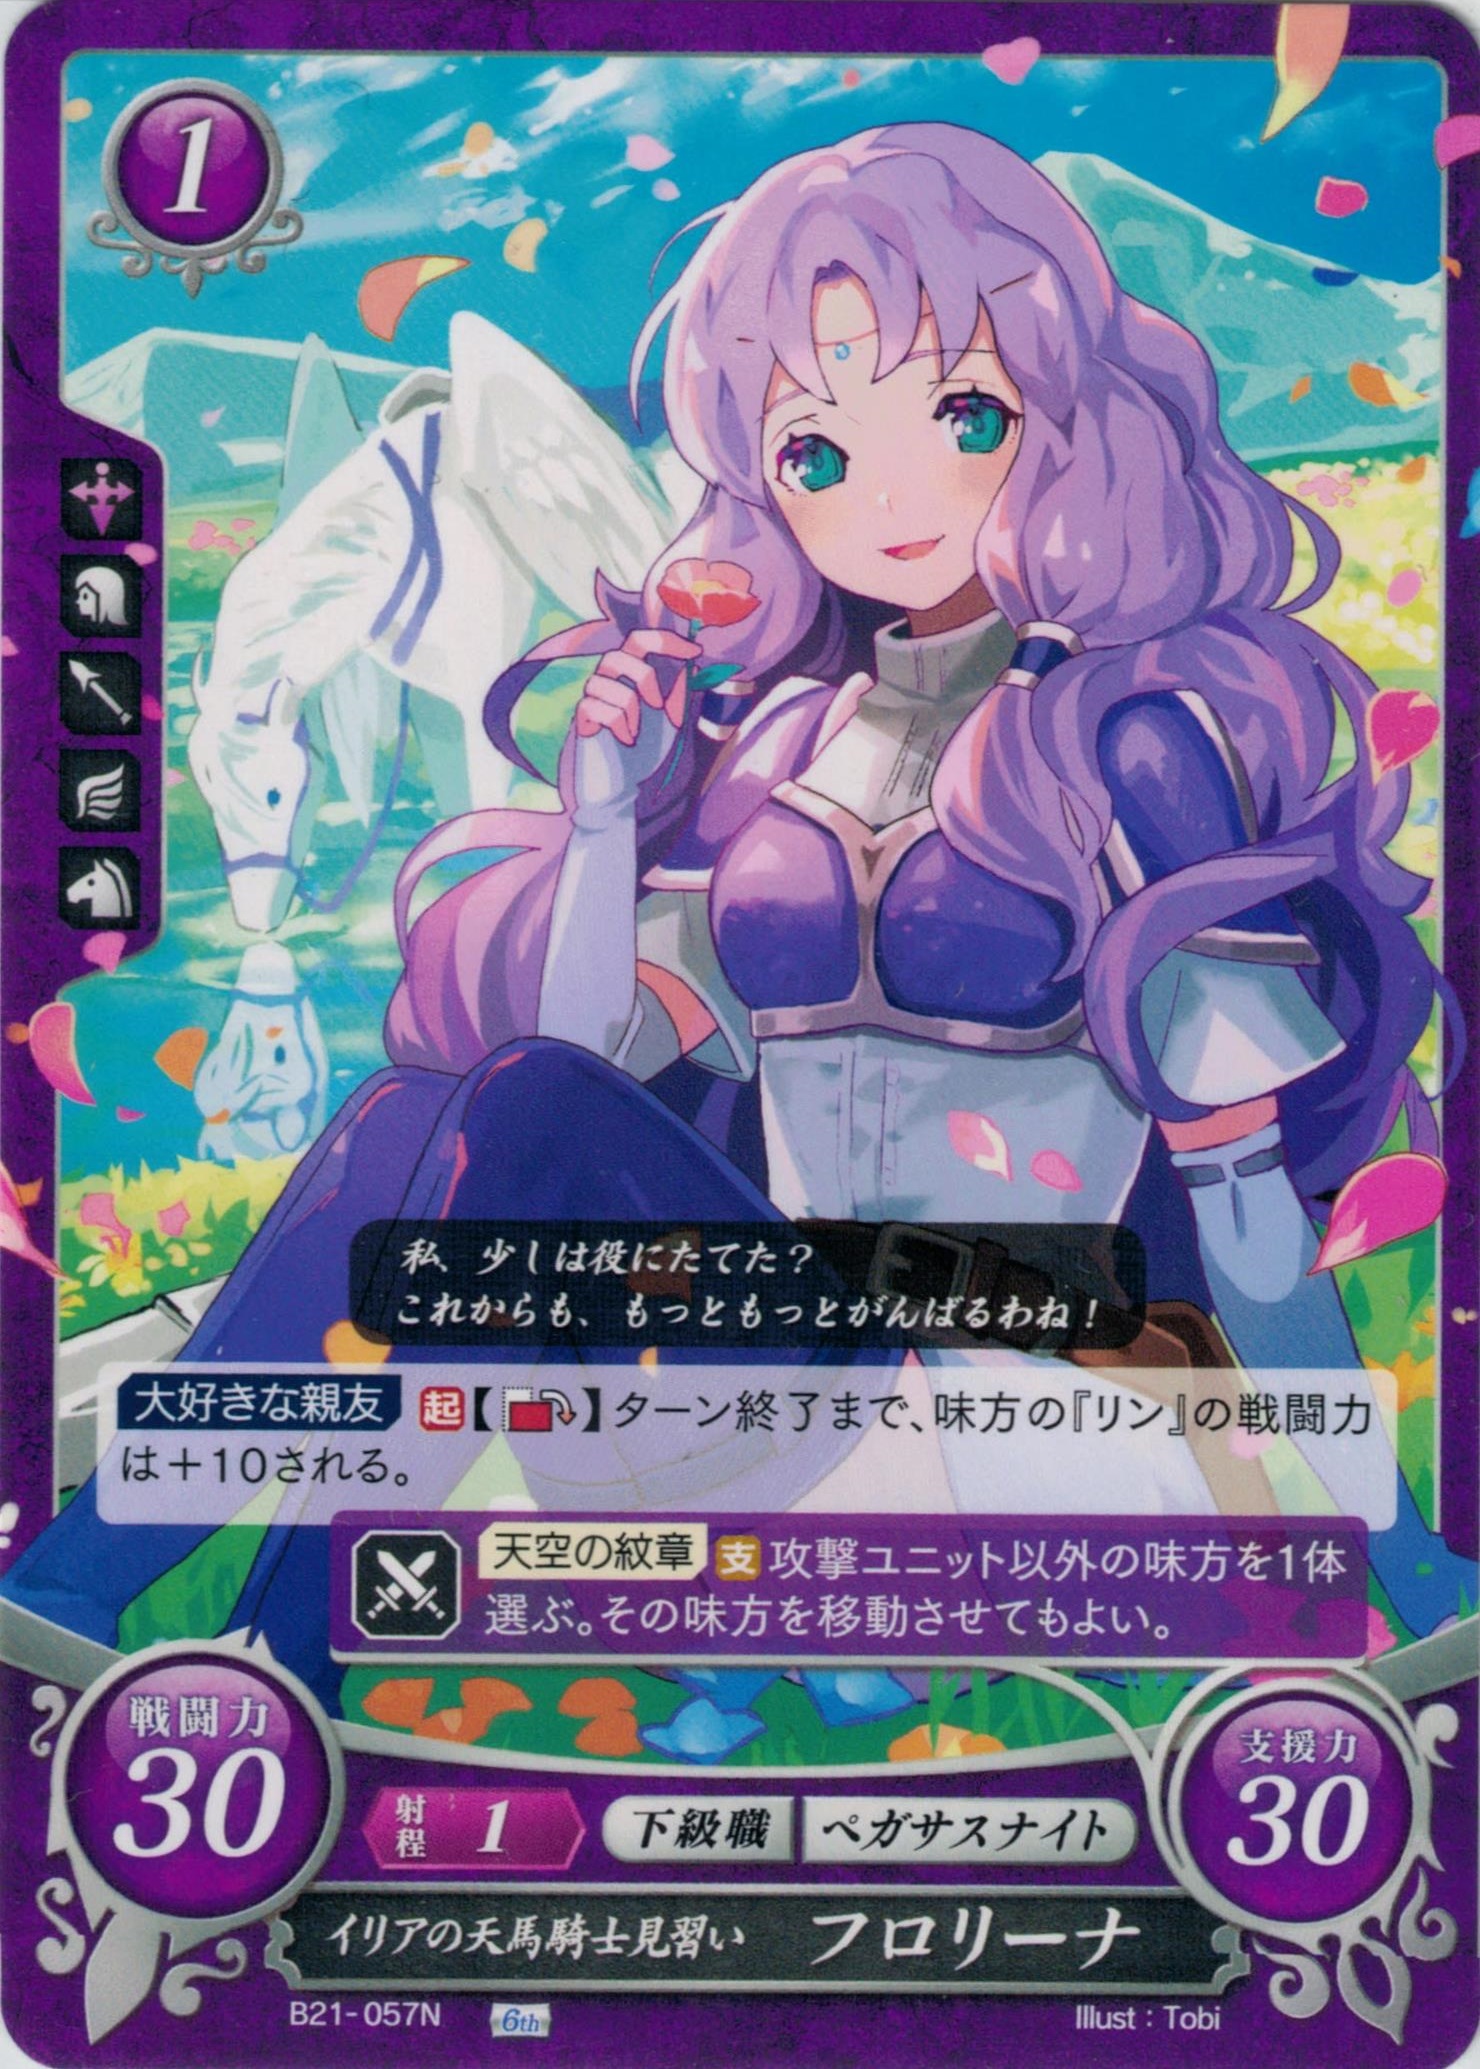 1
私、少しは役にたてた？
これからも、もっともっとがんばるわね！
大好きな親友 起【 】ターン終了まで、味方の『リン』の戦闘力
は＋10される。
天空の紋章 支 攻撃ユニット以外の味方を1体
選ぶ。その味方を移動させてもよい。
戦闘力
30
射程 1
下級職 ペガサスナイト
支援力
30
イリアの天馬騎士見習い フロリーナ
B21-057N 6th Illust : Tobi